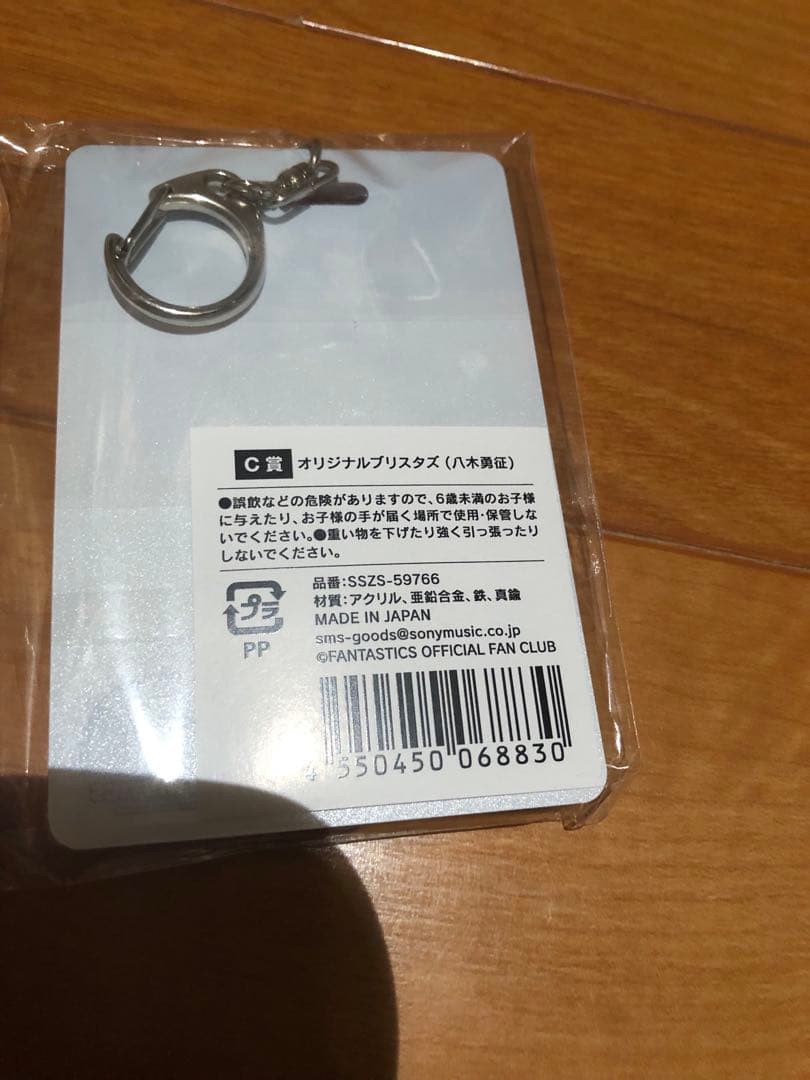 C賞 オリジナルブリスタズ (八木勇征)
●誤飲などの危険がありますので、6歳未満のお子様
に与えたり、お子様の手が届く場所で使用・保管しな
いでください。●重い物を下げたり強く引っ張ったり
しないでください。
プラ
PP
品番:SSZS-59766
材質:アクリル、亜鉛合金、鉄、真鍮
MADE IN JAPAN
sms-goods@sonymusic.co.jp
©FANTASTICS OFFICIAL FAN CLUB
4 550450 068830